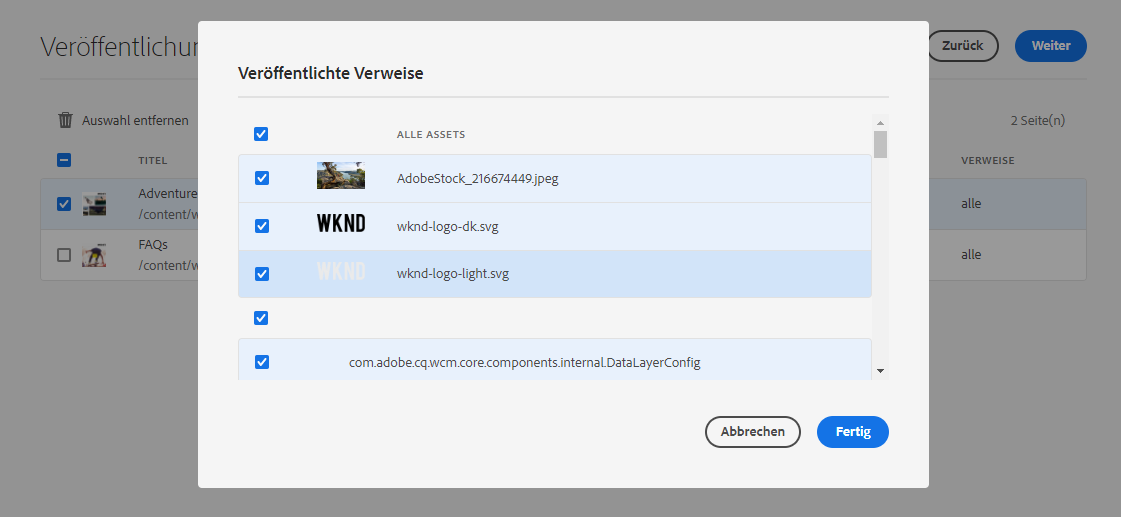 Veröffentlichu
Zurück
Weiter
Veröffentlichte Verweise
Auswahl entfernen
2 Seite(n)
ALLE ASSETS
TITEL
VERWEISE
AdobeStock_216674449.jpeg
Adventure
/content/w
alle
WKND
wknd-logo-dk.svg
FAQs
/content/w
alle
WKND
wknd-logo-light.svg
com.adobe.cq.wcm.core.components.internal.DataLayerConfig
Abbrechen
Fertig